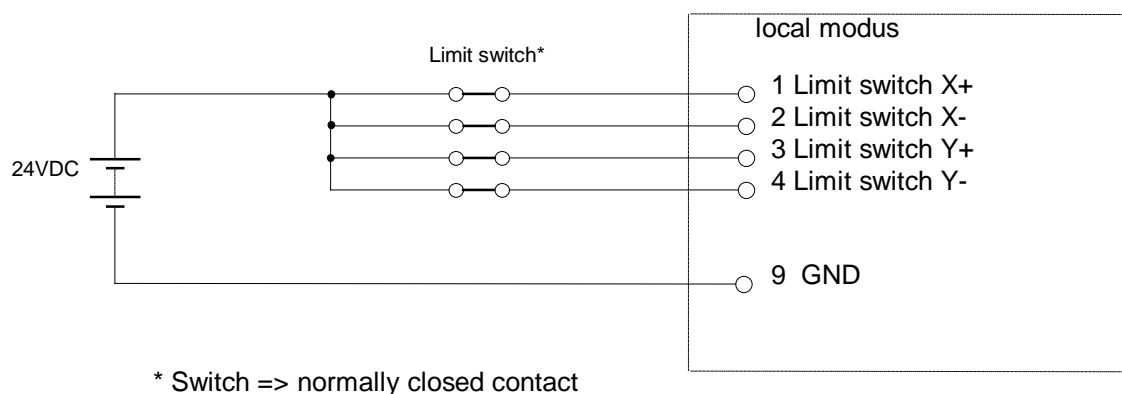 local modus
Limit switch*
1 Limit switch X+
2 Limit switch X-
3 Limit switch Y+
24VDC
4 Limit switch Y-
9 GND
* Switch => normally closed contact